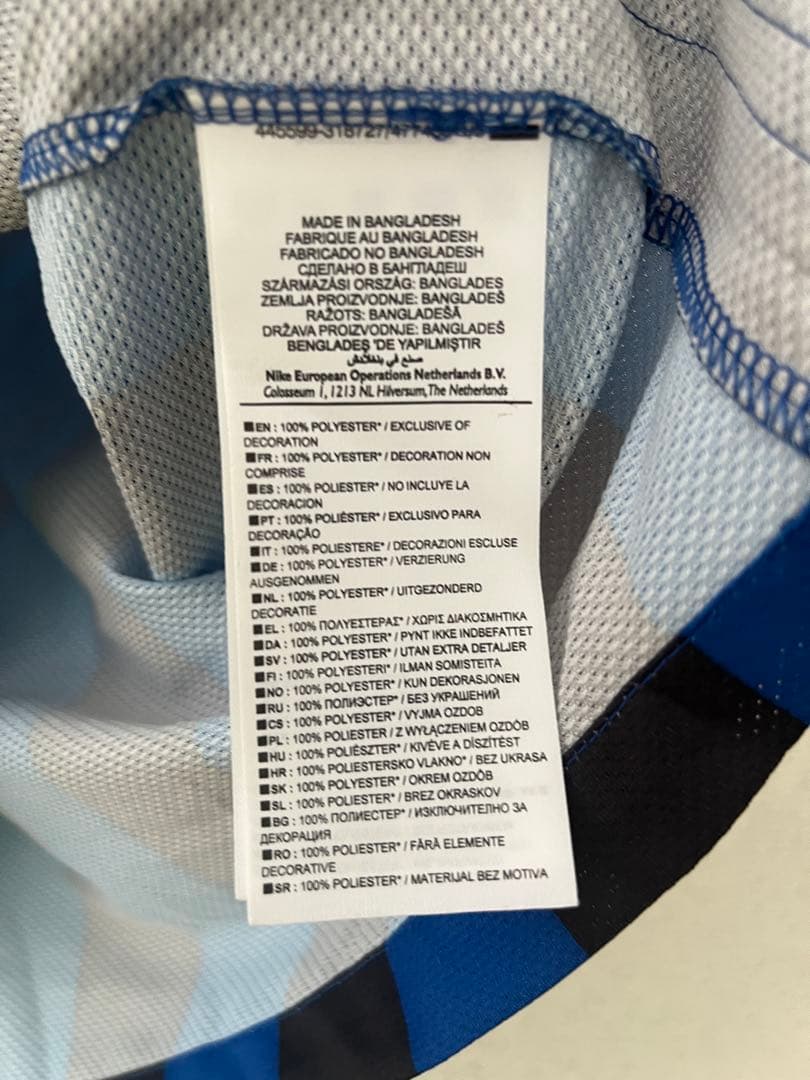 MADE IN BANGLADESH
FABRIQUE AU BANGLADESH
FABRICADO NO BANGLADESH
СДЕЛАНО В БАНГЛАДЕШ
SZÁRMAZÁSI ORSZÁG: BANGLADES
ZEMLJA PROIZVODNJE: BANGLADEŠ
RAŽOTS: BANGLADEŠĀ
DRŽAVA PROIZVODNJE: BANGLADEŠ
BENGLADEŞ 'DE YAPILMIŞTIR
صنع في بنغلادش
Nike European Operations Netherlands B.V.
Colosseum 1, 1213 NL Hilversum, The Netherlands
EN : 100% POLYESTER* / EXCLUSIVE OF
DECORATION
FR : 100% POLYESTER* / DECORATION NON
COMPRISE
ES : 100% POLIESTER* / NO INCLUYE LA
DECORACION
PT : 100% POLIÉSTER* / EXCLUSIVO PARA
DECORAÇÃO
IT : 100% POLIESTERE* / DECORAZIONI ESCLUSE
DE : 100% POLYESTER* / VERZIERUNG
AUSGENOMMEN
NL : 100% POLYESTER* / UITGEZONDERD
DECORATIE
EL : 100% ΠΟΛΥΕΣΤΕΡΑΣ* / ΧΩΡΙΣ ΔΙΑΚΟΣΜΗΤΙΚΑ
DA : 100% POLYESTER* / PYNT IKKE INDBEFATTET
SV : 100% POLYESTER* / UTAN EXTRA DETALJER
FI : 100% POLYESTERI* / ILMAN SOMISTEITA
NO : 100% POLYESTER* / KUN DEKORASJONEN
RU : 100% ПОЛИЭСТЕР* / БЕЗ УКРАШЕНИЙ
CS : 100% POLYESTER* / VYJMA OZDOB
PL : 100% POLIESTER / Z WYŁĄCZENIEM OZDÓB
HU : 100% POLIÉSZTER* / KIVÉVE A DÍSZÍTÉST
HR : 100% POLIESTERSKO VLAKNO* / BEZ UKRASA
SK : 100% POLYESTER* / OKREM OZDÔB
SL : 100% POLIESTER* / BREZ OKRASKOV
BG : 100% ПОЛИЕСТЕР* / ИЗКЛЮЧИТЕЛНО ЗА
ДЕКОРАЦИЯ
RO : 100% POLIESTER* / FĂRĂ ELEMENTE
DECORATIVE
SR : 100% POLIESTER* / MATERIJAL BEZ MOTIVA